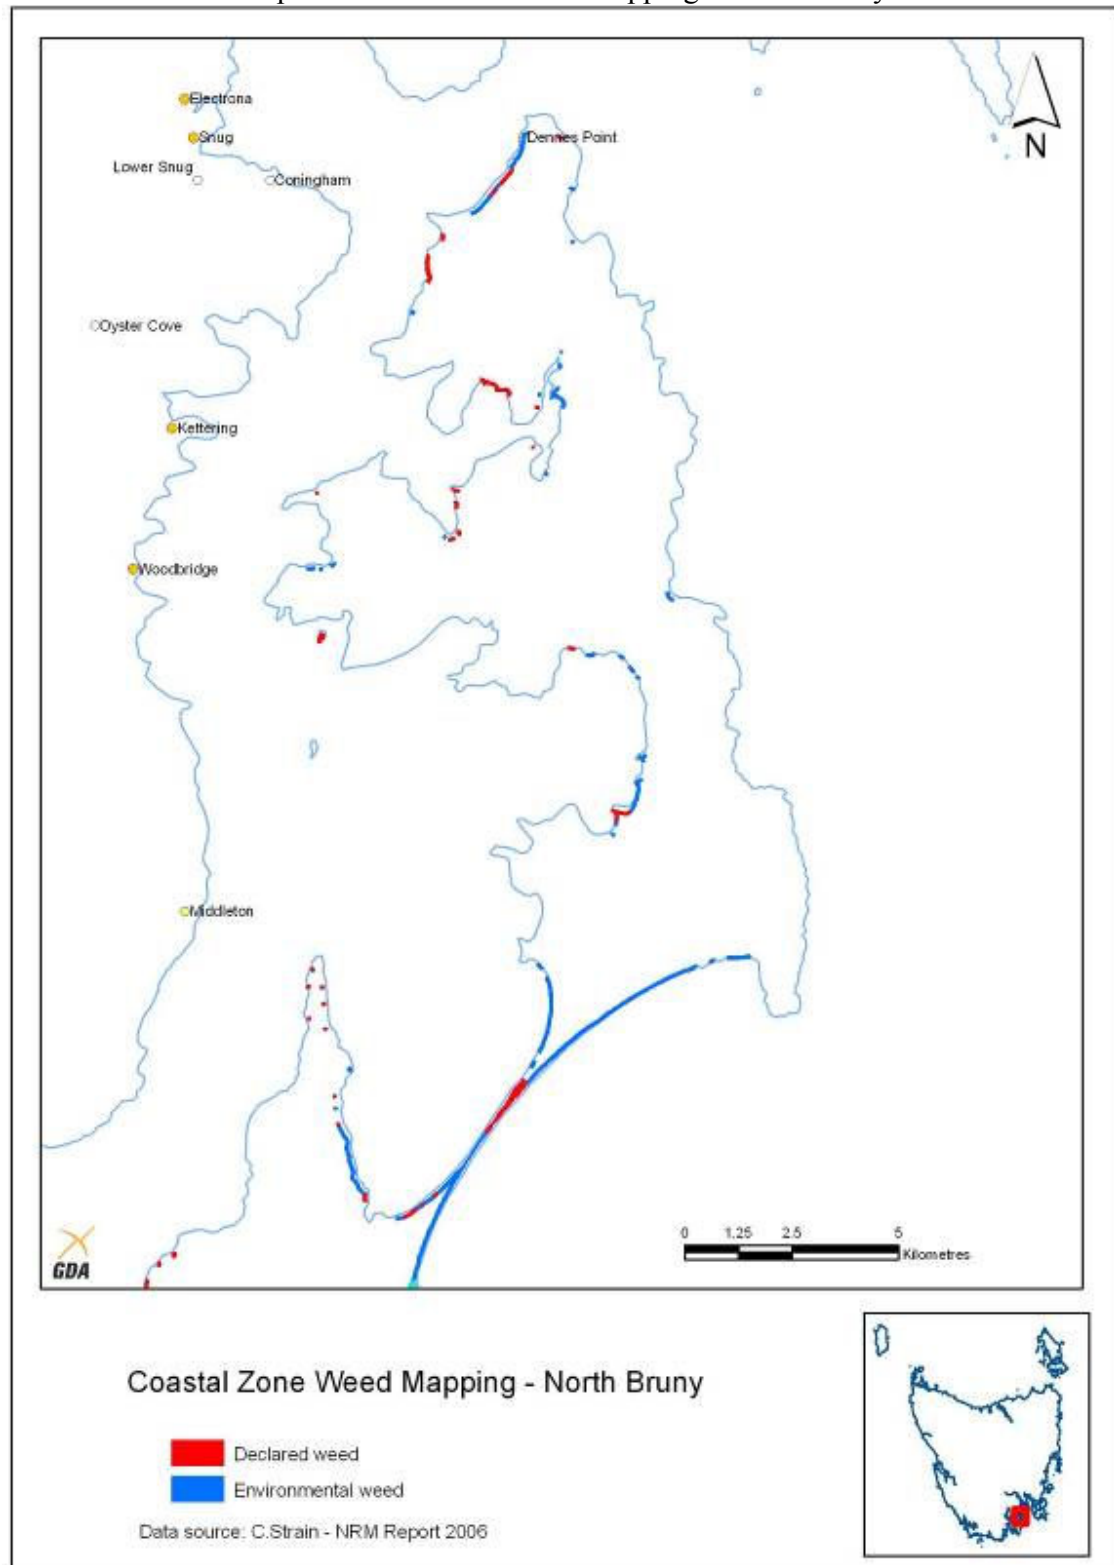 Electrona
Snug
Lower Snug
Coningham
Dennes Point
N
Oyster Cove
Kettering
Woodbridge
Middleton
0 1.25 2.5 5
Kilometres
GDA
Coastal Zone Weed Mapping - North Bruny
Declared weed
Environmental weed
Data source: C.Strain - NRM Report 2006